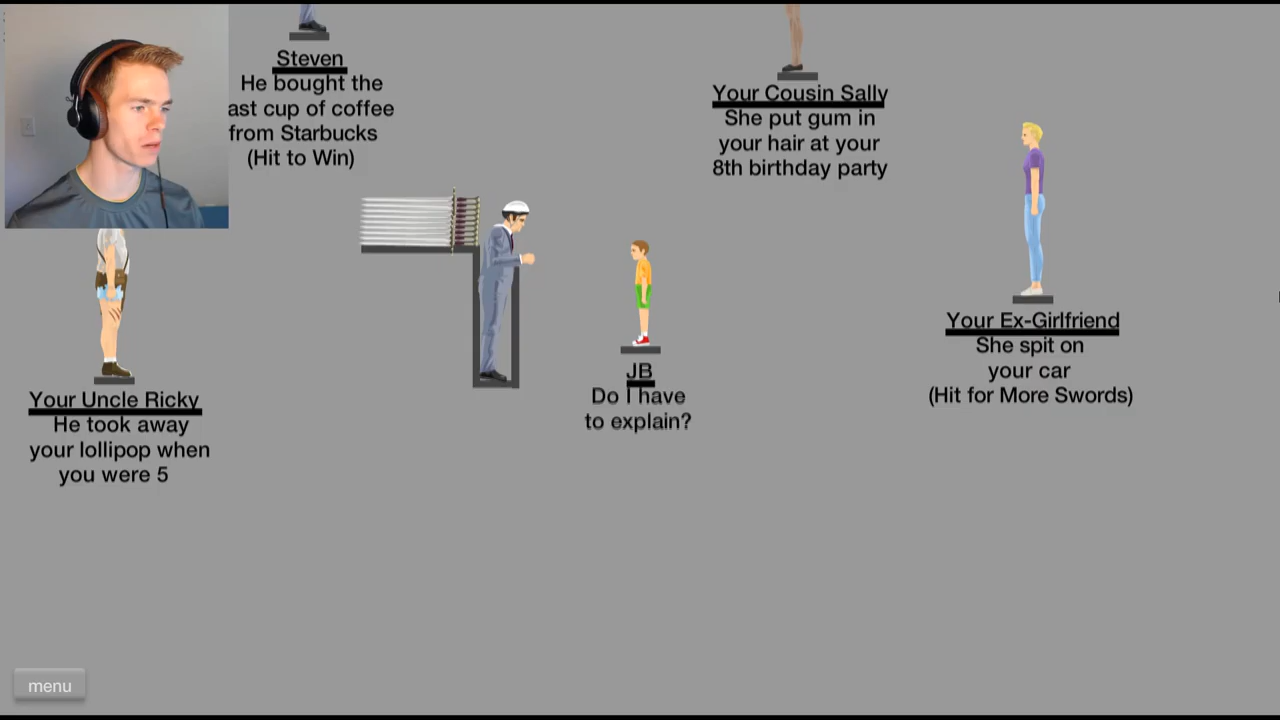 Steven
He bought the
ast cup of coffee
from Starbucks
(Hit to Win)
Your Cousin Sally
She put gum in
your hair at your
8th birthday party
Your Ex-Girlfriend
She spit on
your car
(Hit for More Swords)
JB
Do I have
to explain?
Your Uncle Ricky
He took away
your lollipop when
you were 5
menu